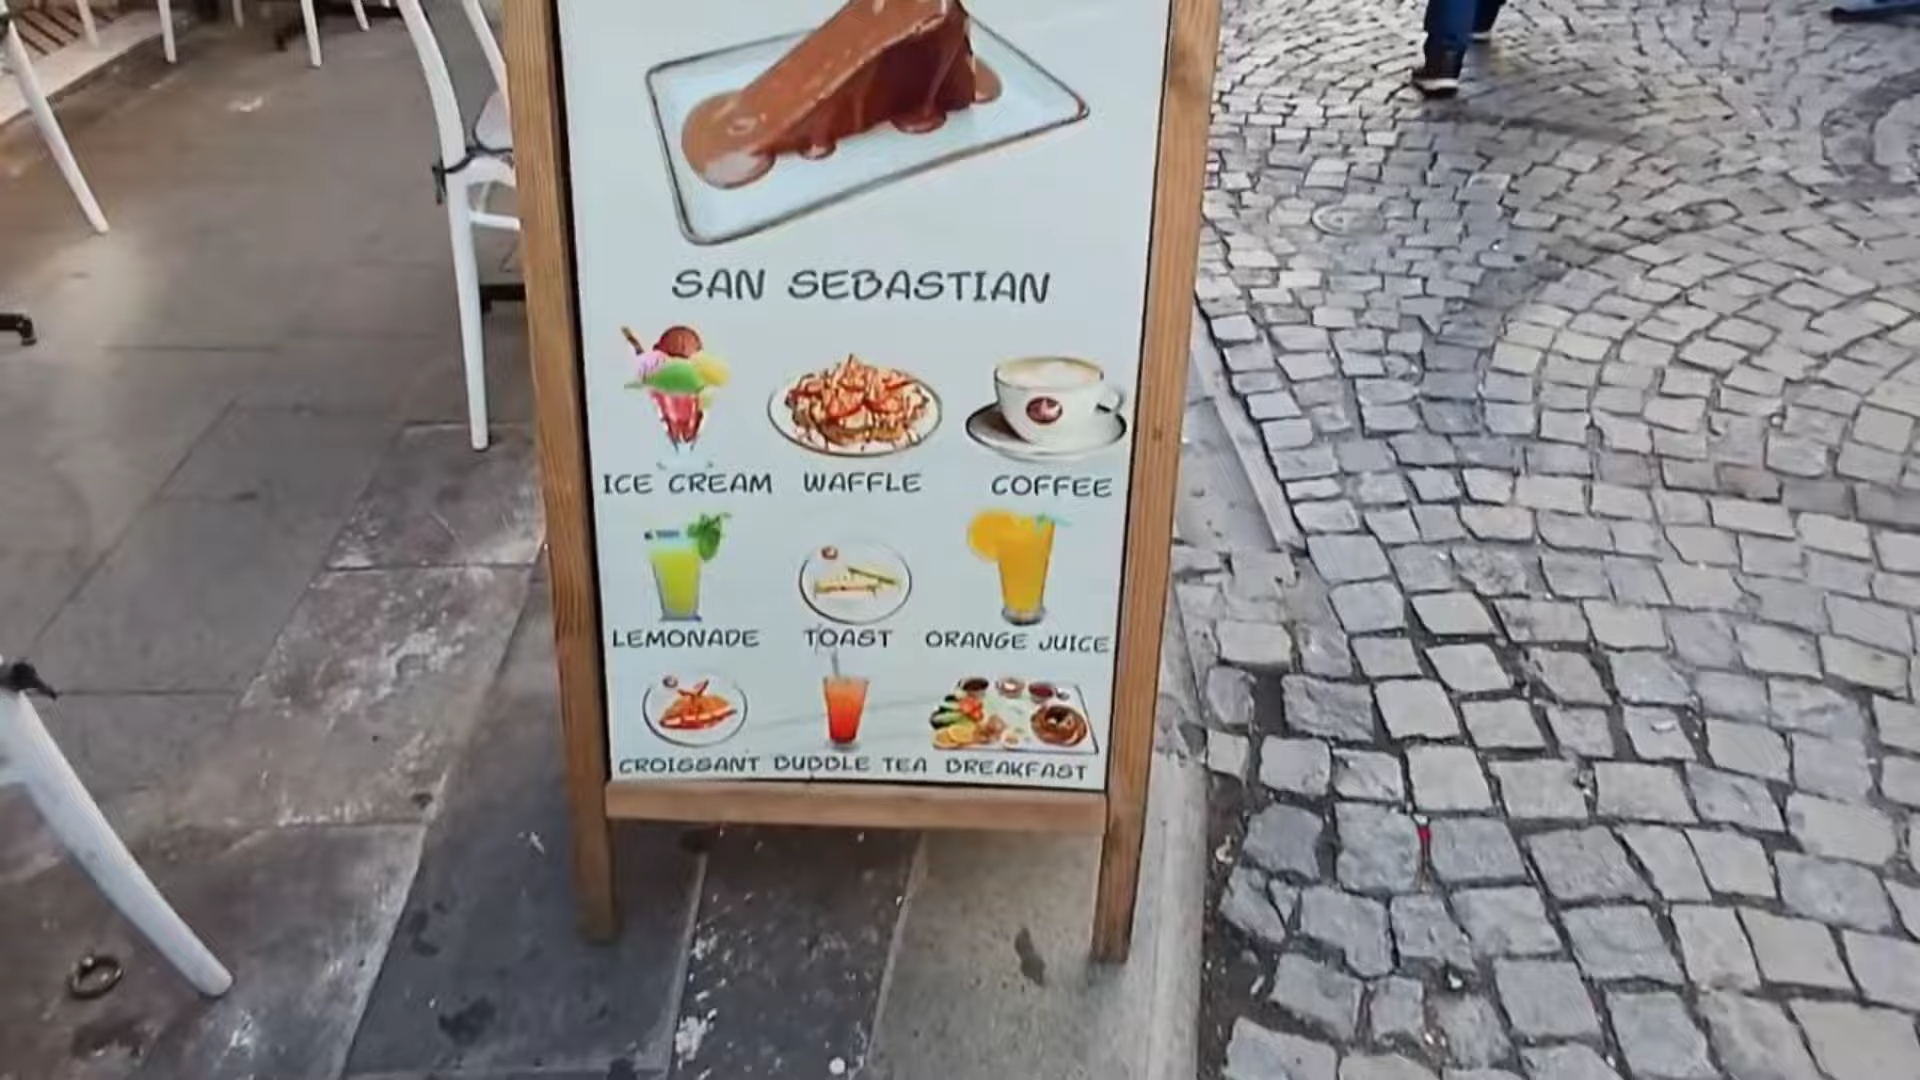 SAN SEBASTIAN
ICE CREAM WAFFLE COFFEE
LEMONADE TOAST ORANGE JUICE
CROISSANT BUBBLE TEA BREAKFAST